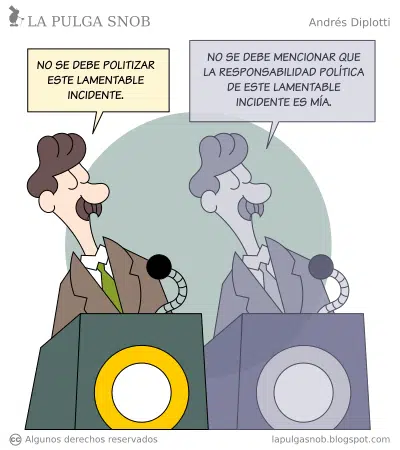 LA PULGA SNOB
Andrés Diplotti
NO SE DEBE POLITIZAR
ESTE LAMENTABLE
INCIDENTE.
NO SE DEBE MENCIONAR QUE
LA RESPONSABILIDAD POLÍTICA
DE ESTE LAMENTABLE
INCIDENTE ES MÍA.
cc Algunos derechos reservados
lapulgasnob.blogspot.com